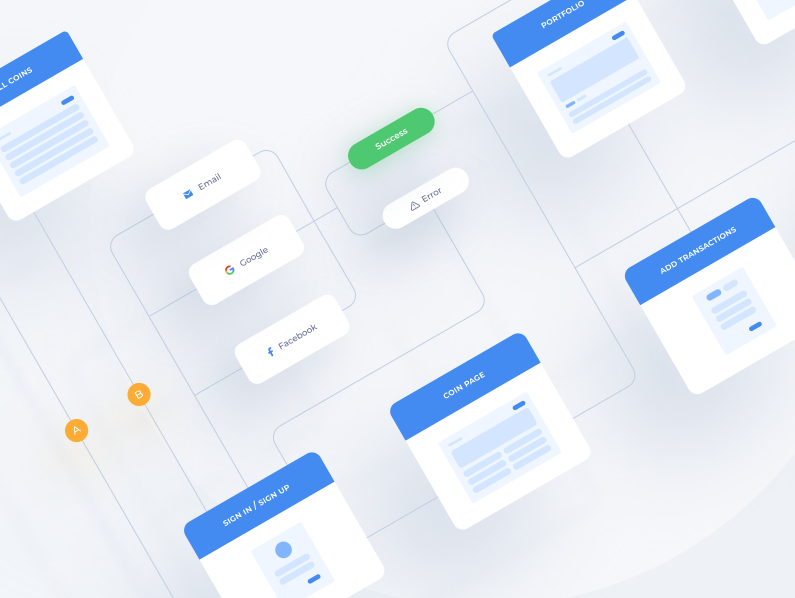 LL COINS
PORTFOLIO
Success
Email
Error
Google
ADD TRANSACTIONS
Facebook
COIN PAGE
B
A
SIGN IN / SIGN UP